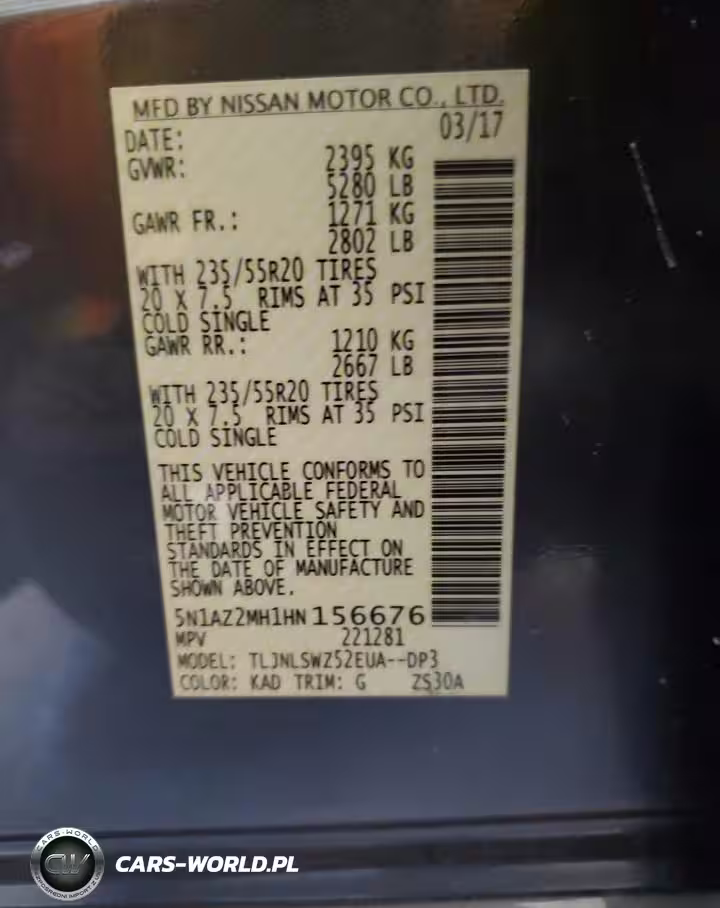 MFD BY NISSAN MOTOR CO., LTD.
DATE: 03/17
GVWR: 2395 KG
5280 LB
GAWR FR.: 1271 KG
2802 LB
WITH 235/55R20 TIRES
20 X 7.5 RIMS AT 35 PSI
COLD SINGLE
GAWR RR.: 1210 KG
2667 LB
WITH 235/55R20 TIRES
20 X 7.5 RIMS AT 35 PSI
COLD SINGLE
THIS VEHICLE CONFORMS TO
ALL APPLICABLE FEDERAL
MOTOR VEHICLE SAFETY AND
THEFT PREVENTION
STANDARDS IN EFFECT ON
THE DATE OF MANUFACTURE
SHOWN ABOVE.
5N1AZ2MH1HN156676
MPV 221281
MODEL: TLJNLSWZ52EUA--DP3
COLOR: KAD TRIM: G ZS30A
CARS-WORLD
CW
CARS-WORLD.PL